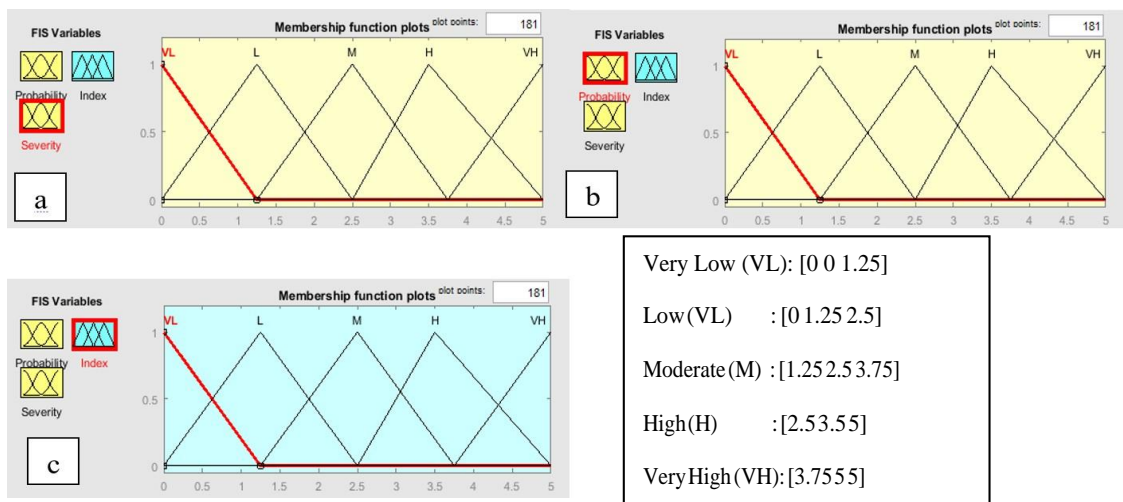 FIS Variables
Membership function plots plot points: 181
VL L M H VH
Probability Index
Severity
1
0.5
0
0 0.5 1 1.5 2 2.5 3 3.5 4 4.5 5
a
FIS Variables
Membership function plots plot points: 181
VL L M H VH
Probability Index
Severity
1
0.5
0
0 0.5 1 1.5 2 2.5 3 3.5 4 4.5 5
b
FIS Variables
Membership function plots plot points: 181
VL L M H VH
Probability Index
Severity
1
0.5
0
0 0.5 1 1.5 2 2.5 3 3.5 4 4.5 5
c
Very Low (VL): [0 0 1.25]
Low (VL) : [0 1.25 2.5]
Moderate (M) : [1.25 2.5 3.75]
High (H) : [2.5 3.5 5]
Very High (VH): [3.75 5 5]